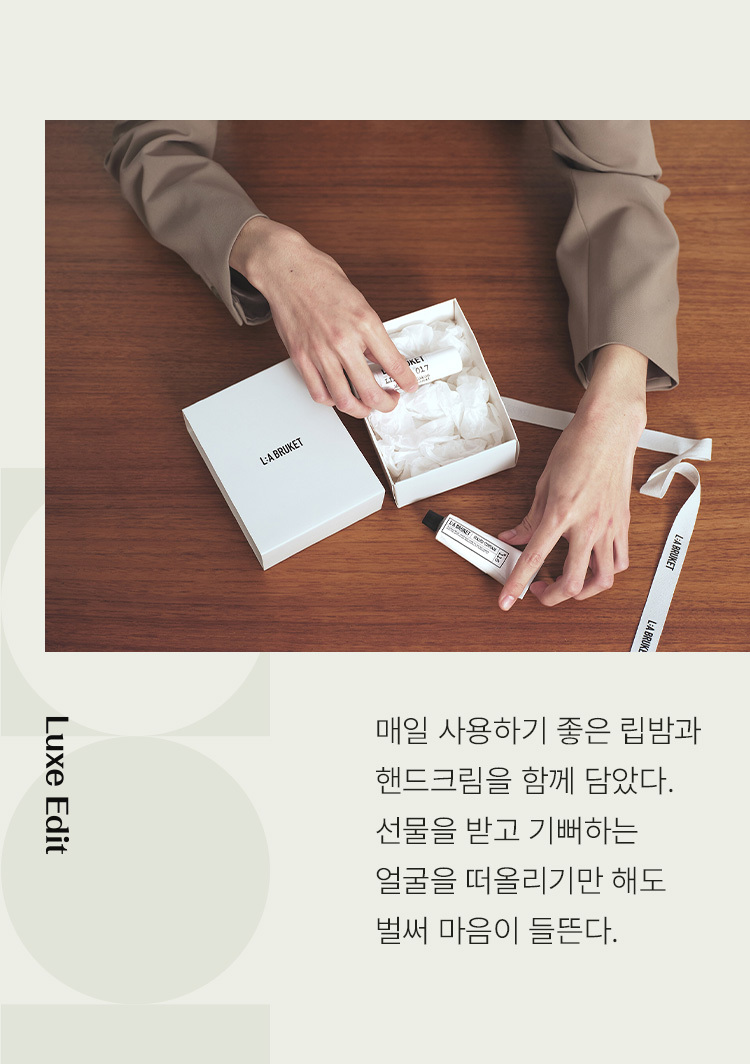 L:A BRUKET
017
L:A BRUKET
L:A BRUKET
L:A BRUKET
Luxe Edit
매일 사용하기 좋은 립밤과
핸드크림을 함께 담았다.
선물을 받고 기뻐하는
얼굴을 떠올리기만 해도
벌써 마음이 들뜬다.